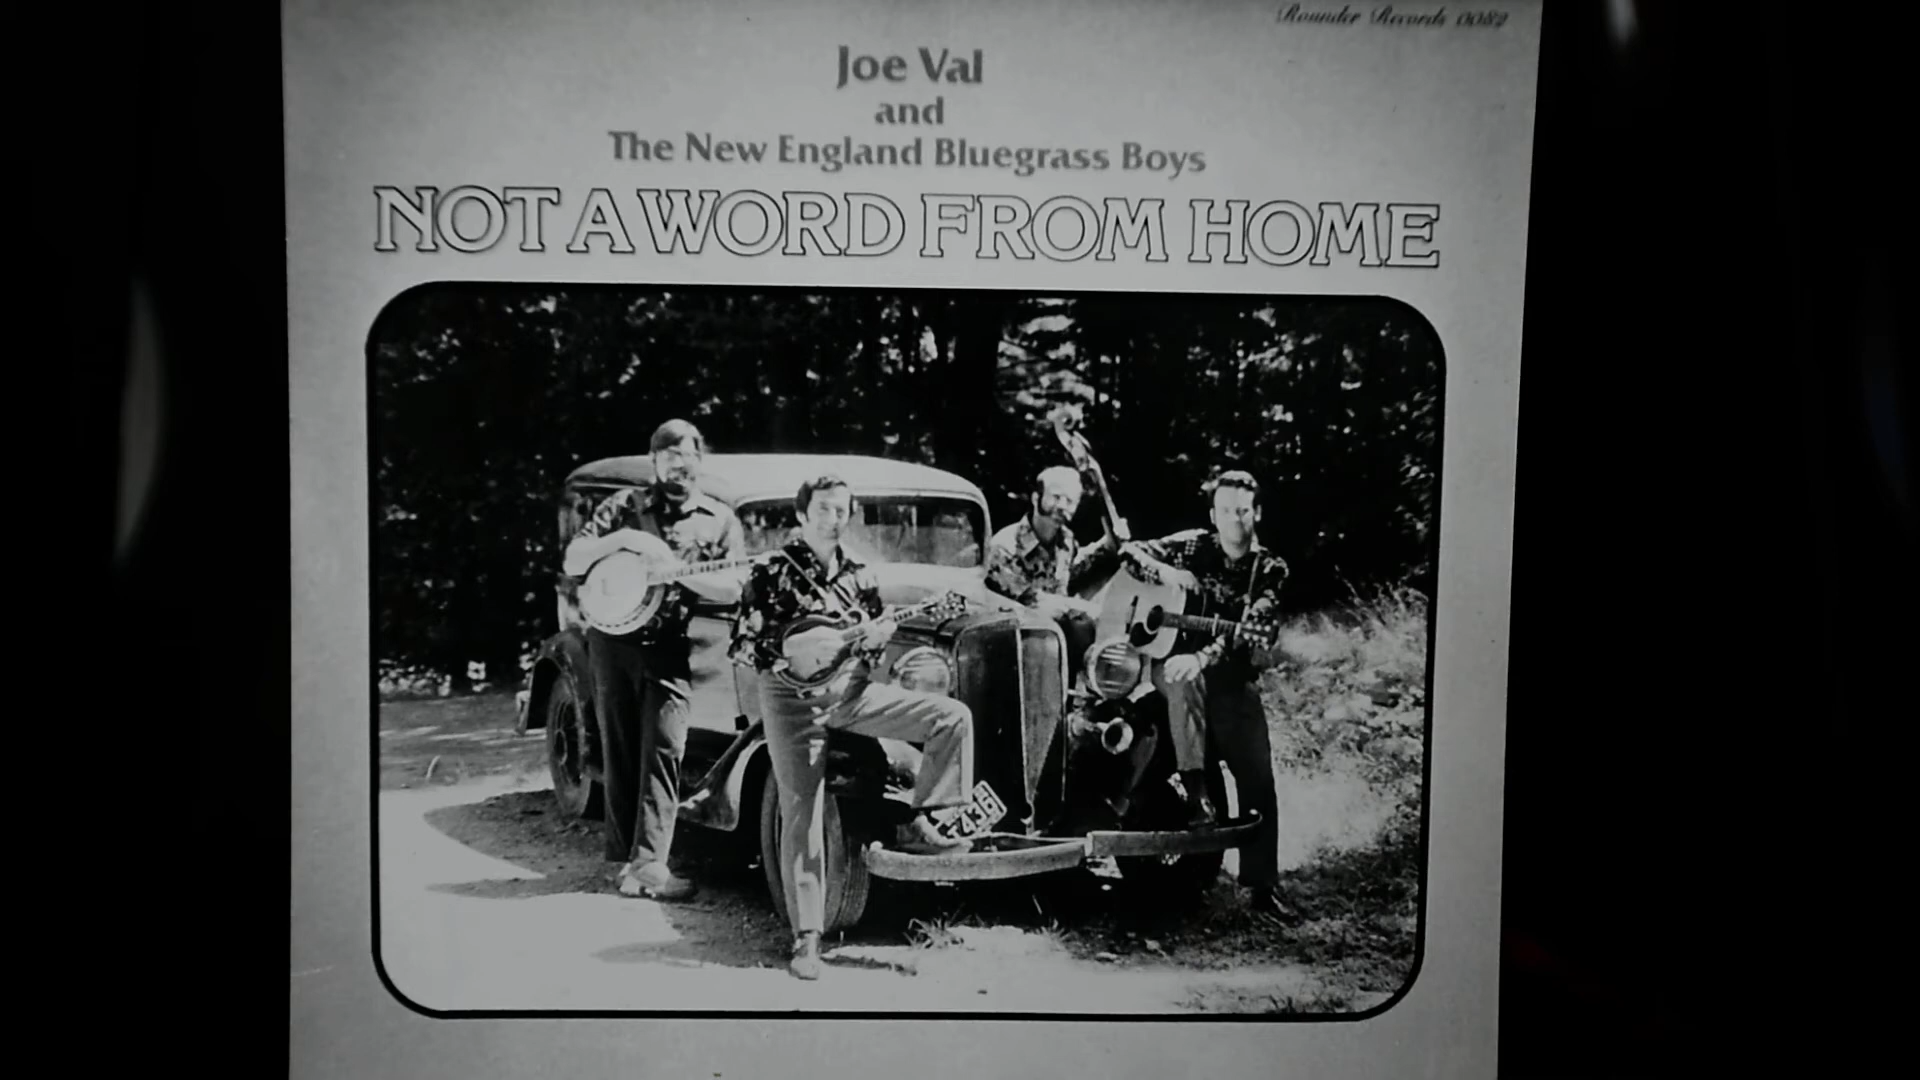 Rounder Records 0082
Joe Val
and
The New England Bluegrass Boys
NOT A WORD FROM HOME